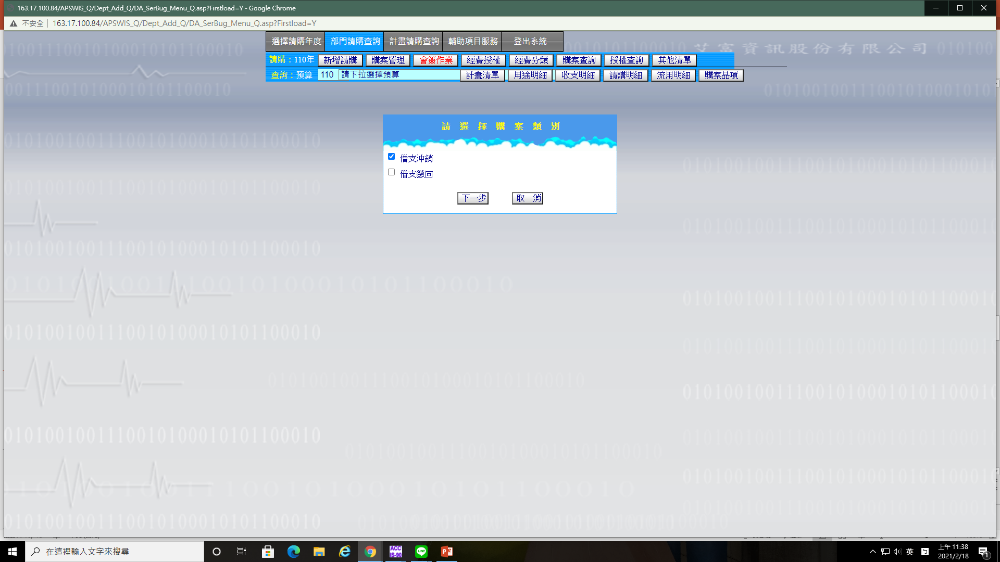 163.17.100.84/APSWIS_Q/Dept_Add_Q/DA_SerBug_Menu_Q.asp?Firstload=Y - Google Chrome
不安全 163.17.100.84/APSWIS_Q/Dept_Add_Q/DA_SerBug_Menu_Q.asp?Firstload=Y
選擇請購年度 部門請購查詢 計畫請購查詢 輔助項目服務 登出系統
艾富資訊股份有限公司
請購：110年 新增請購 購案管理 會簽作業 經費授權 經費分類 購案查詢 授權查詢 其他清單
查詢：預算 110 請下拉選擇預算 計畫清單 用途明細 收支明細 請購明細 流用明細 購案品項
請選擇購案類別
借支沖銷
借支繳回
下一步 取 消
在這裡輸入文字來搜尋
ACC
IS-90
LINE
英
上午 11:38
2021/2/18
1